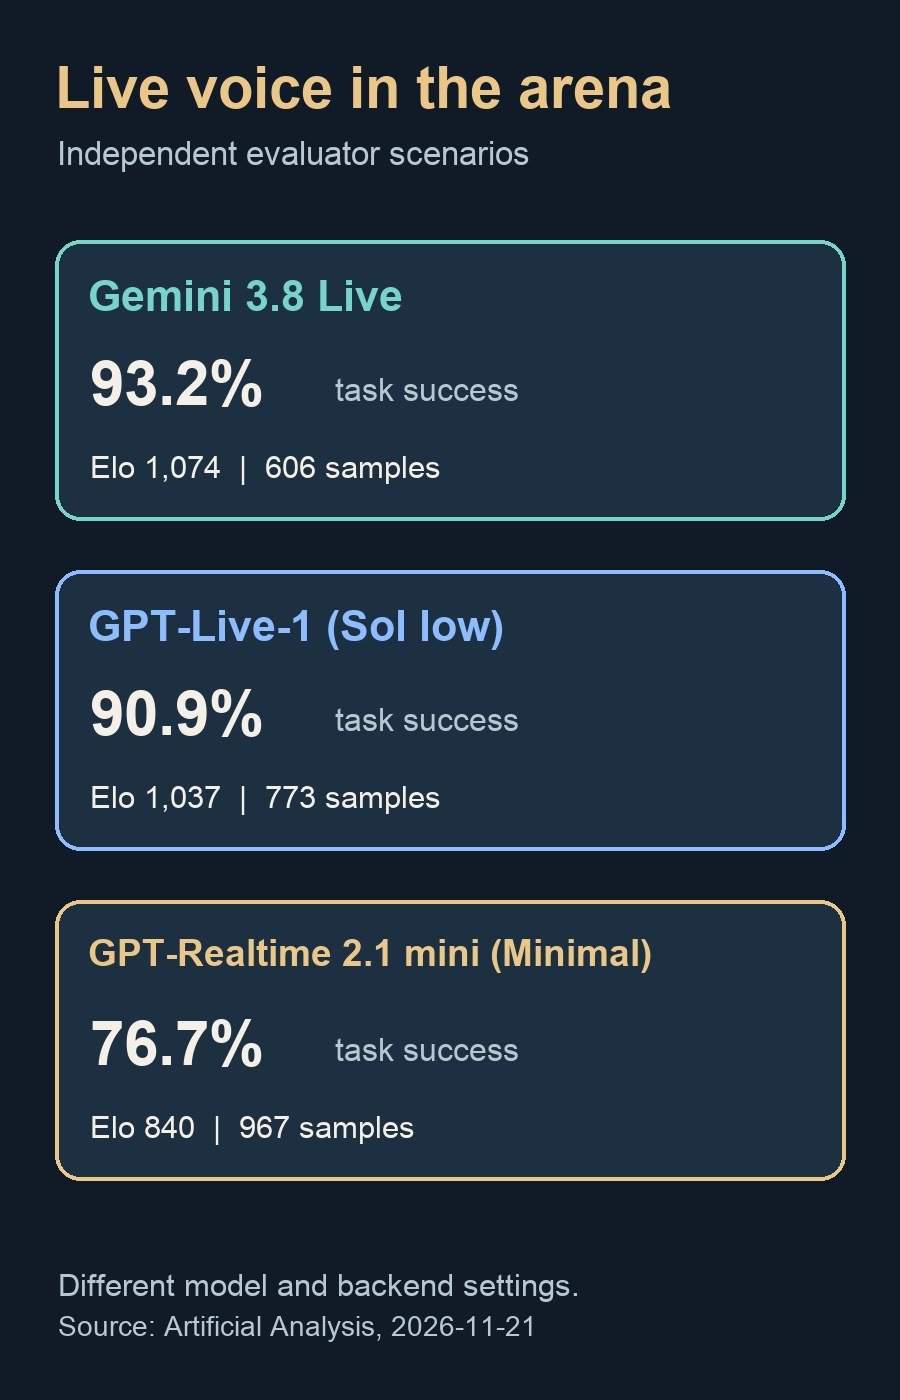 Live voice in the arena
Independent evaluator scenarios
Gemini 3.8 Live
93.2% task success
Elo 1,074 | 606 samples
GPT-Live-1 (Sol low)
90.9% task success
Elo 1,037 | 773 samples
GPT-Realtime 2.1 mini (Minimal)
76.7% task success
Elo 840 | 967 samples
Different model and backend settings.
Source: Artificial Analysis, 2026-11-21